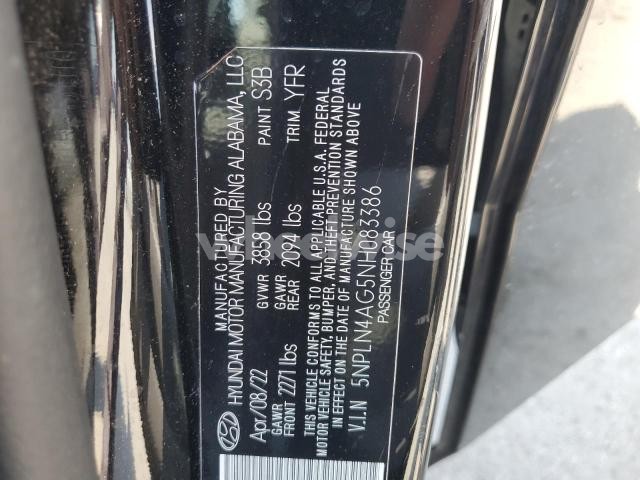 MANUFACTURED BY
HYUNDAI MOTOR MANUFACTURING ALABAMA, LLC
Apr/08/22 GVWR 3858 lbs PAINT S3B
GAWR FRONT 2271 lbs GAWR REAR 2094 lbs TRIM YFR
THIS VEHICLE CONFORMS TO ALL APPLICABLE U.S.A. FEDERAL
MOTOR VEHICLE SAFETY, BUMPER, AND THEFT PREVENTION STANDARDS
IN EFFECT ON THE DATE OF MANUFACTURE SHOWN ABOVE
V.I.N 5NPLN4AG5NH083386
PASSENGER CAR